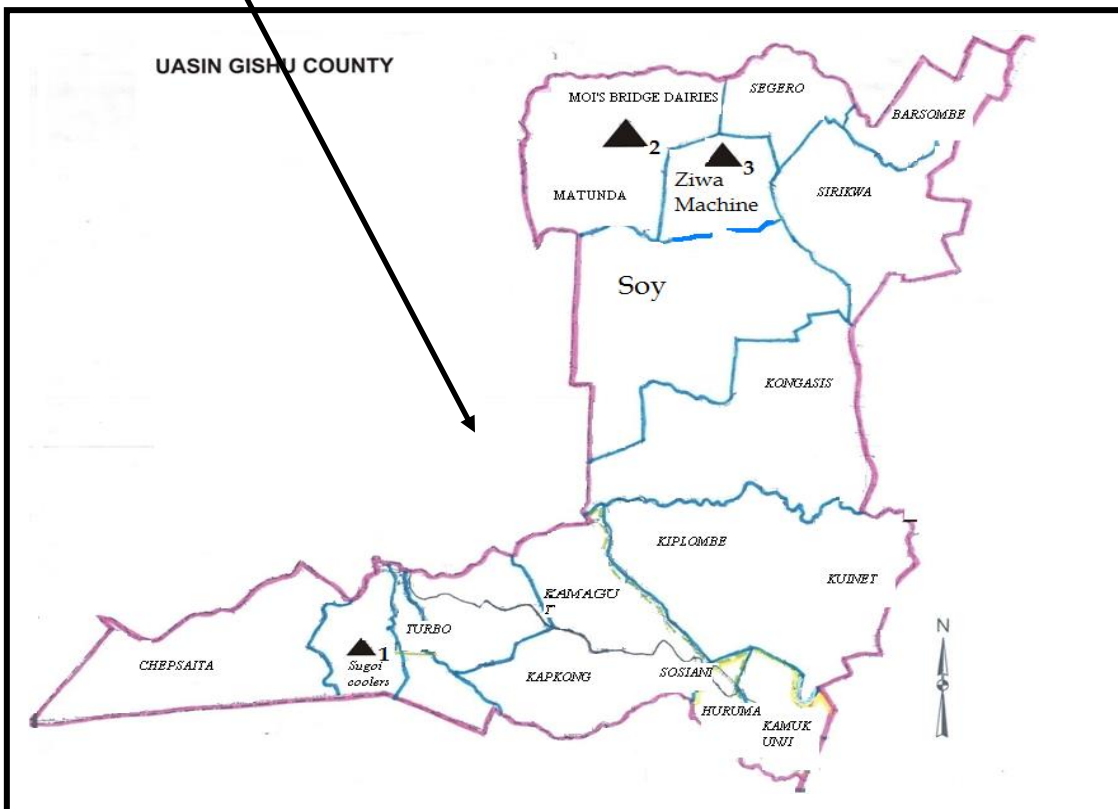 UASIN GISHU COUNTY
MOI'S BRIDGE DAIRIES
SEGERO
BARSOMBE
2
3
MATUNDA
Ziwa
Machine
SIRIKWA
Soy
KONGASIS
KIPLOMBE
KUINET
KAMAGU
T
TURBO
N
1
CHEPSAITA
Sugoi
coolers
KAPKONG
SOSIANI
HURUMA
KAMUK
UNJI